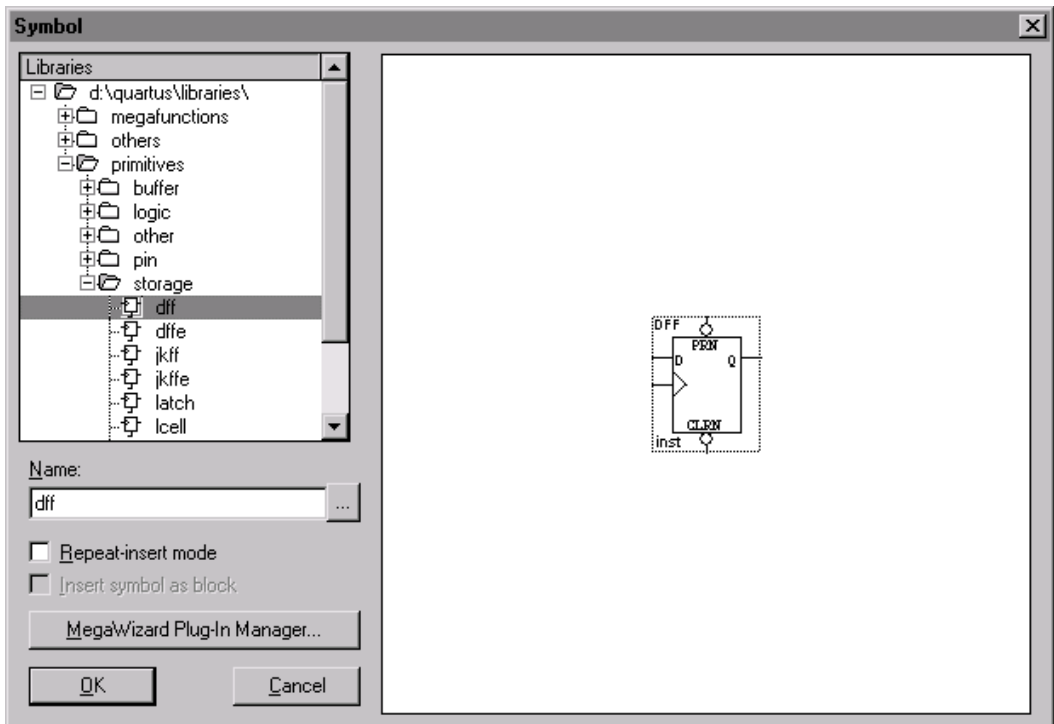 Symbol
Libraries
d:\quartus\libraries\
megafunctions
others
primitives
buffer
logic
other
pin
storage
dff
dffe
jkff
jkffe
latch
lcell
Name:
dff
...
Repeat-insert mode
Insert symbol as block
MegaWizard Plug-In Manager...
OK
Cancel
DFF
PRN
D Q
CLRN
inst